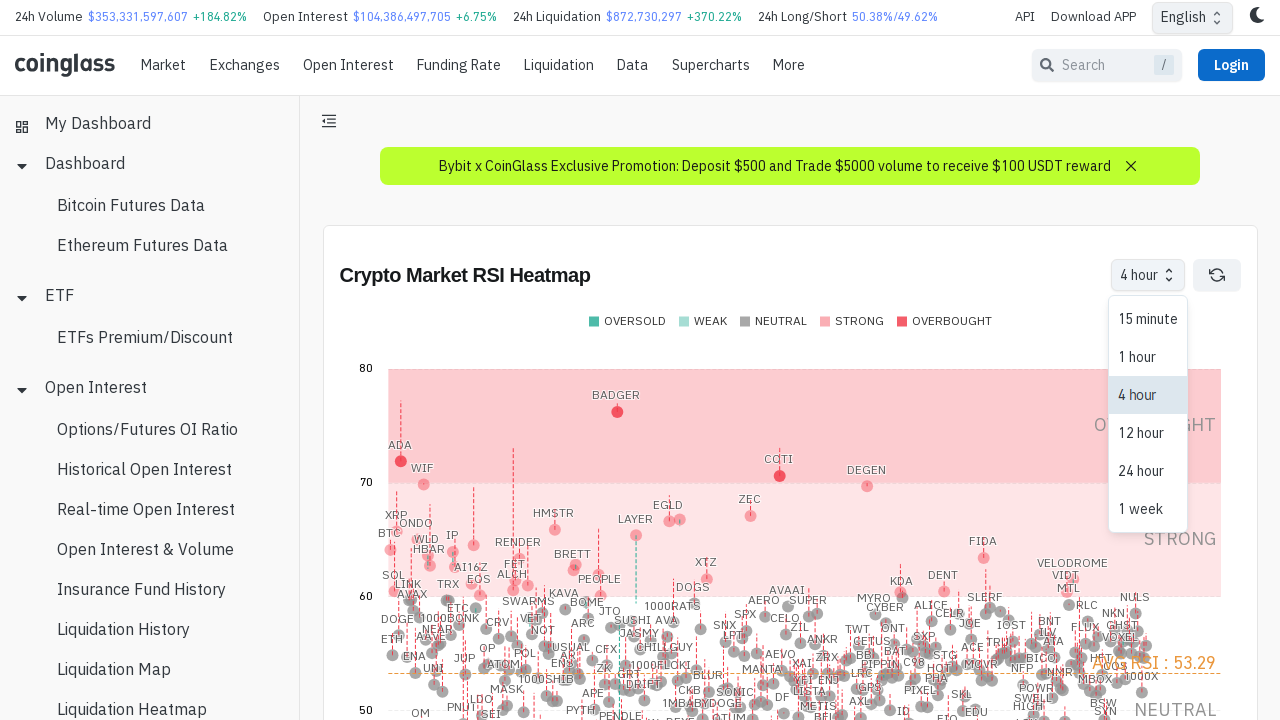 24h Volume $353,331,597,607 +184.82% Open Interest $104,386,497,705 +6.75% 24h Liquidation $872,730,297 +370.22% 24h Long/Short 50.38%/49.62% API Download APP English
coinglass Market Exchanges Open Interest Funding Rate Liquidation Data Supercharts More Search / Login
My Dashboard
Dashboard
Bitcoin Futures Data
Ethereum Futures Data
ETF
ETFs Premium/Discount
Open Interest
Options/Futures OI Ratio
Historical Open Interest
Real-time Open Interest
Open Interest & Volume
Insurance Fund History
Liquidation History
Liquidation Map
Liquidation Heatmap
Bybit x CoinGlass Exclusive Promotion: Deposit $500 and Trade $5000 volume to receive $100 USDT reward
Crypto Market RSI Heatmap
4 hour
15 minute
1 hour
4 hour
12 hour
24 hour
1 week
OVERSOLD WEAK NEUTRAL STRONG OVERBOUGHT
80
BADGER
ADA
WIF
CGTI
DEGEN
70
ZEC
EGLD
LAYER
HMSTR
XRP
ONDO
BTC
WLD
IP
HBAR
RENDER
FIDA
STRONG
BRETT
FET
XTZ
VELODROME
AI16Z
SOL
LINK
TRX
EOS
ALCH
PEOPLE
DOGS
KDA
DENT
VIDT
MTL
60
AVAX
SWARMS
KAVA
BOME
AVAAI
AERO
SUPER
MYRO
SLERF
NULS
ETC
JTO
1000RATS
CYBER
ALICE
RLC
DOGE
1000BONK
CRV
VET
ARC
SUSHI
AVA
SPX
CELO
CELR
JOE
IOST
BNT
NKN
NEAR
NOT
JASMY
SNX
ZIL
TWT
ONT
FLUX
GHST
ETH
AAVE
LPT
ANKR
CETUS
SXP
ILV
VOXEL
ENA
OP
POL
USUAL
CFX
CHILLGUY
AEVO
ZRX
BAT
ACE
TRU
ATA
UNI
JUP
ATOM
ENS
ZK
1000FLOKI
MANTA
XAI
PIPPIN
C98
STG
BICO
AVG RSI : 53.29
1000SHIB
GRT
BLUR
LRC
HOT
MOVR
NFP
NMR
1000X
MASK
DRIFT
GRS
PHA
MBOX
LDO
APE
CKB
SONIC
LISTA
PIXEL
SKL
POWR
PNUT
PYTH
1MBABYDOGE
DF
METIS
AXL
HIGH
BSW
OM
SEI
PENDLE
ID
EDU
SYN
50
NEUTRAL